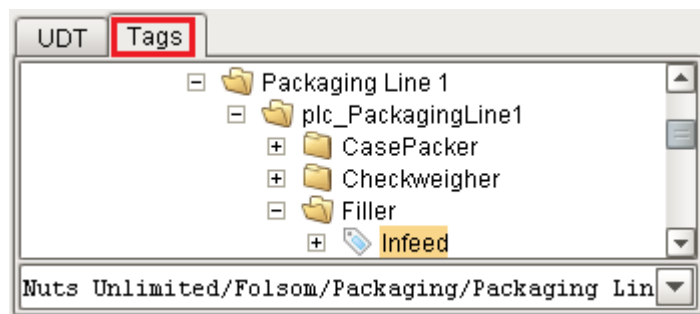 UDT Tags
Packaging Line 1
plc_PackagingLine1
CasePacker
Checkweigher
Filler
Infeed
Nuts Unlimited/Folsom/Packaging/Packaging Lin